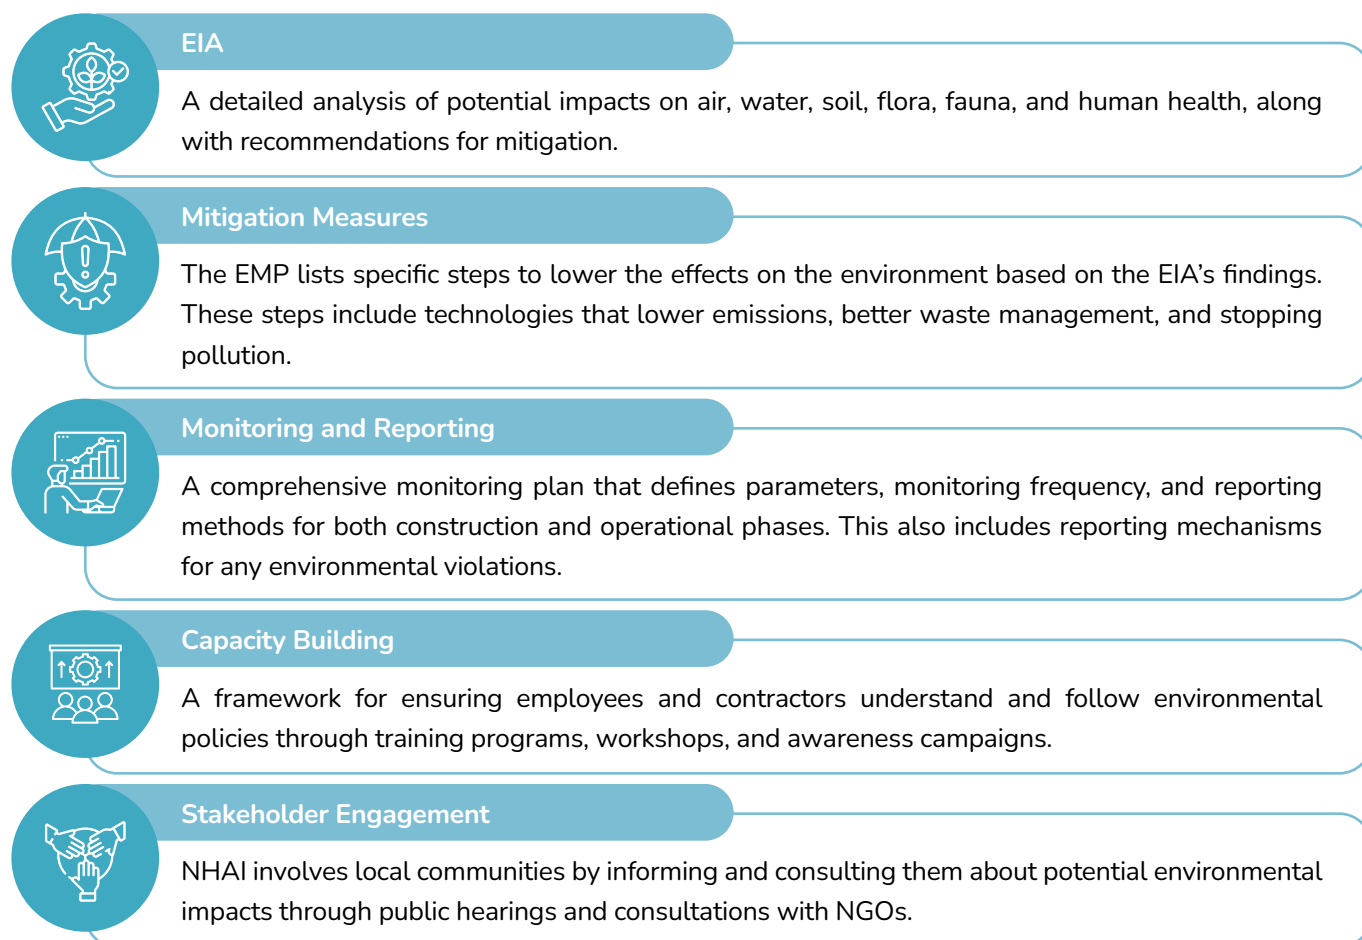 EIA
A detailed analysis of potential impacts on air, water, soil, flora, fauna, and human health, along
with recommendations for mitigation.
Mitigation Measures
The EMP lists specific steps to lower the effects on the environment based on the EIA’s findings.
These steps include technologies that lower emissions, better waste management, and stopping
pollution.
Monitoring and Reporting
A comprehensive monitoring plan that defines parameters, monitoring frequency, and reporting
methods for both construction and operational phases. This also includes reporting mechanisms
for any environmental violations.
Capacity Building
A framework for ensuring employees and contractors understand and follow environmental
policies through training programs, workshops, and awareness campaigns.
Stakeholder Engagement
NHAI involves local communities by informing and consulting them about potential environmental
impacts through public hearings and consultations with NGOs.